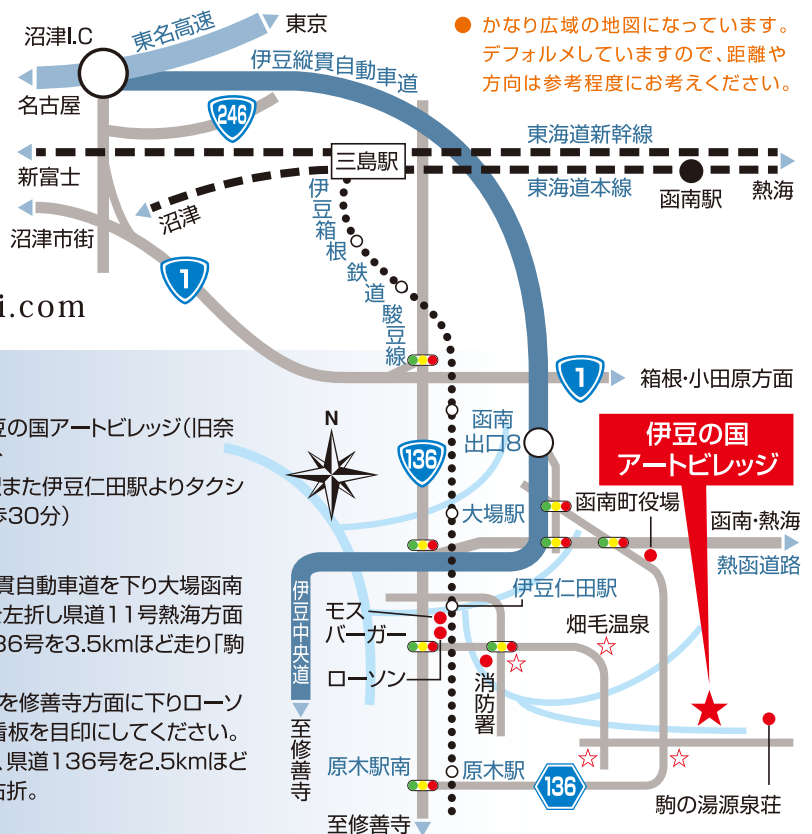 沼津I.C
東名高速
東京
● かなり広域の地図になっています。
デフォルメしていますので、距離や
方向は参考程度にお考えください。
伊豆縦貫自動車道
名古屋
246
東海道新幹線
三島駅
新富士
東海道本線
函南駅
熱海
沼津
沼津市街
伊豆箱根鉄道駿豆線
1
i.com
1
箱根・小田原方面
函南
出口8
136
N
豆の国アートビレッジ(旧奈
また伊豆仁田駅よりタクシ
歩30分)
伊豆の国
アートビレッジ
函南町役場
大場駅
函南・熱海
熱函道路
貫自動車道を下り大場函南
を左折し県道11号熱海方面
36号を3.5kmほど走り「駒
伊豆中央道
伊豆仁田駅
モス
バーガー
畑毛温泉
ローソン
消防署
を修善寺方面に下りローソ
看板を目印にしてください。
、県道136号を2.5kmほど
右折。
至修善寺
原木駅南
原木駅
136
駒の湯源泉荘
至修善寺